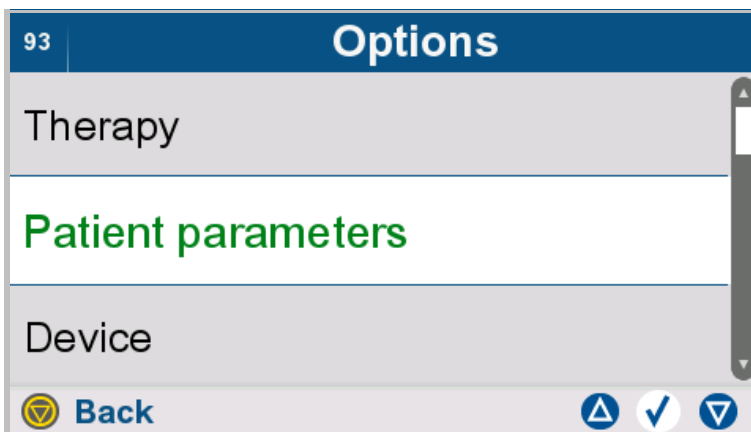 93 Options
Therapy
Patient parameters
Device
Back